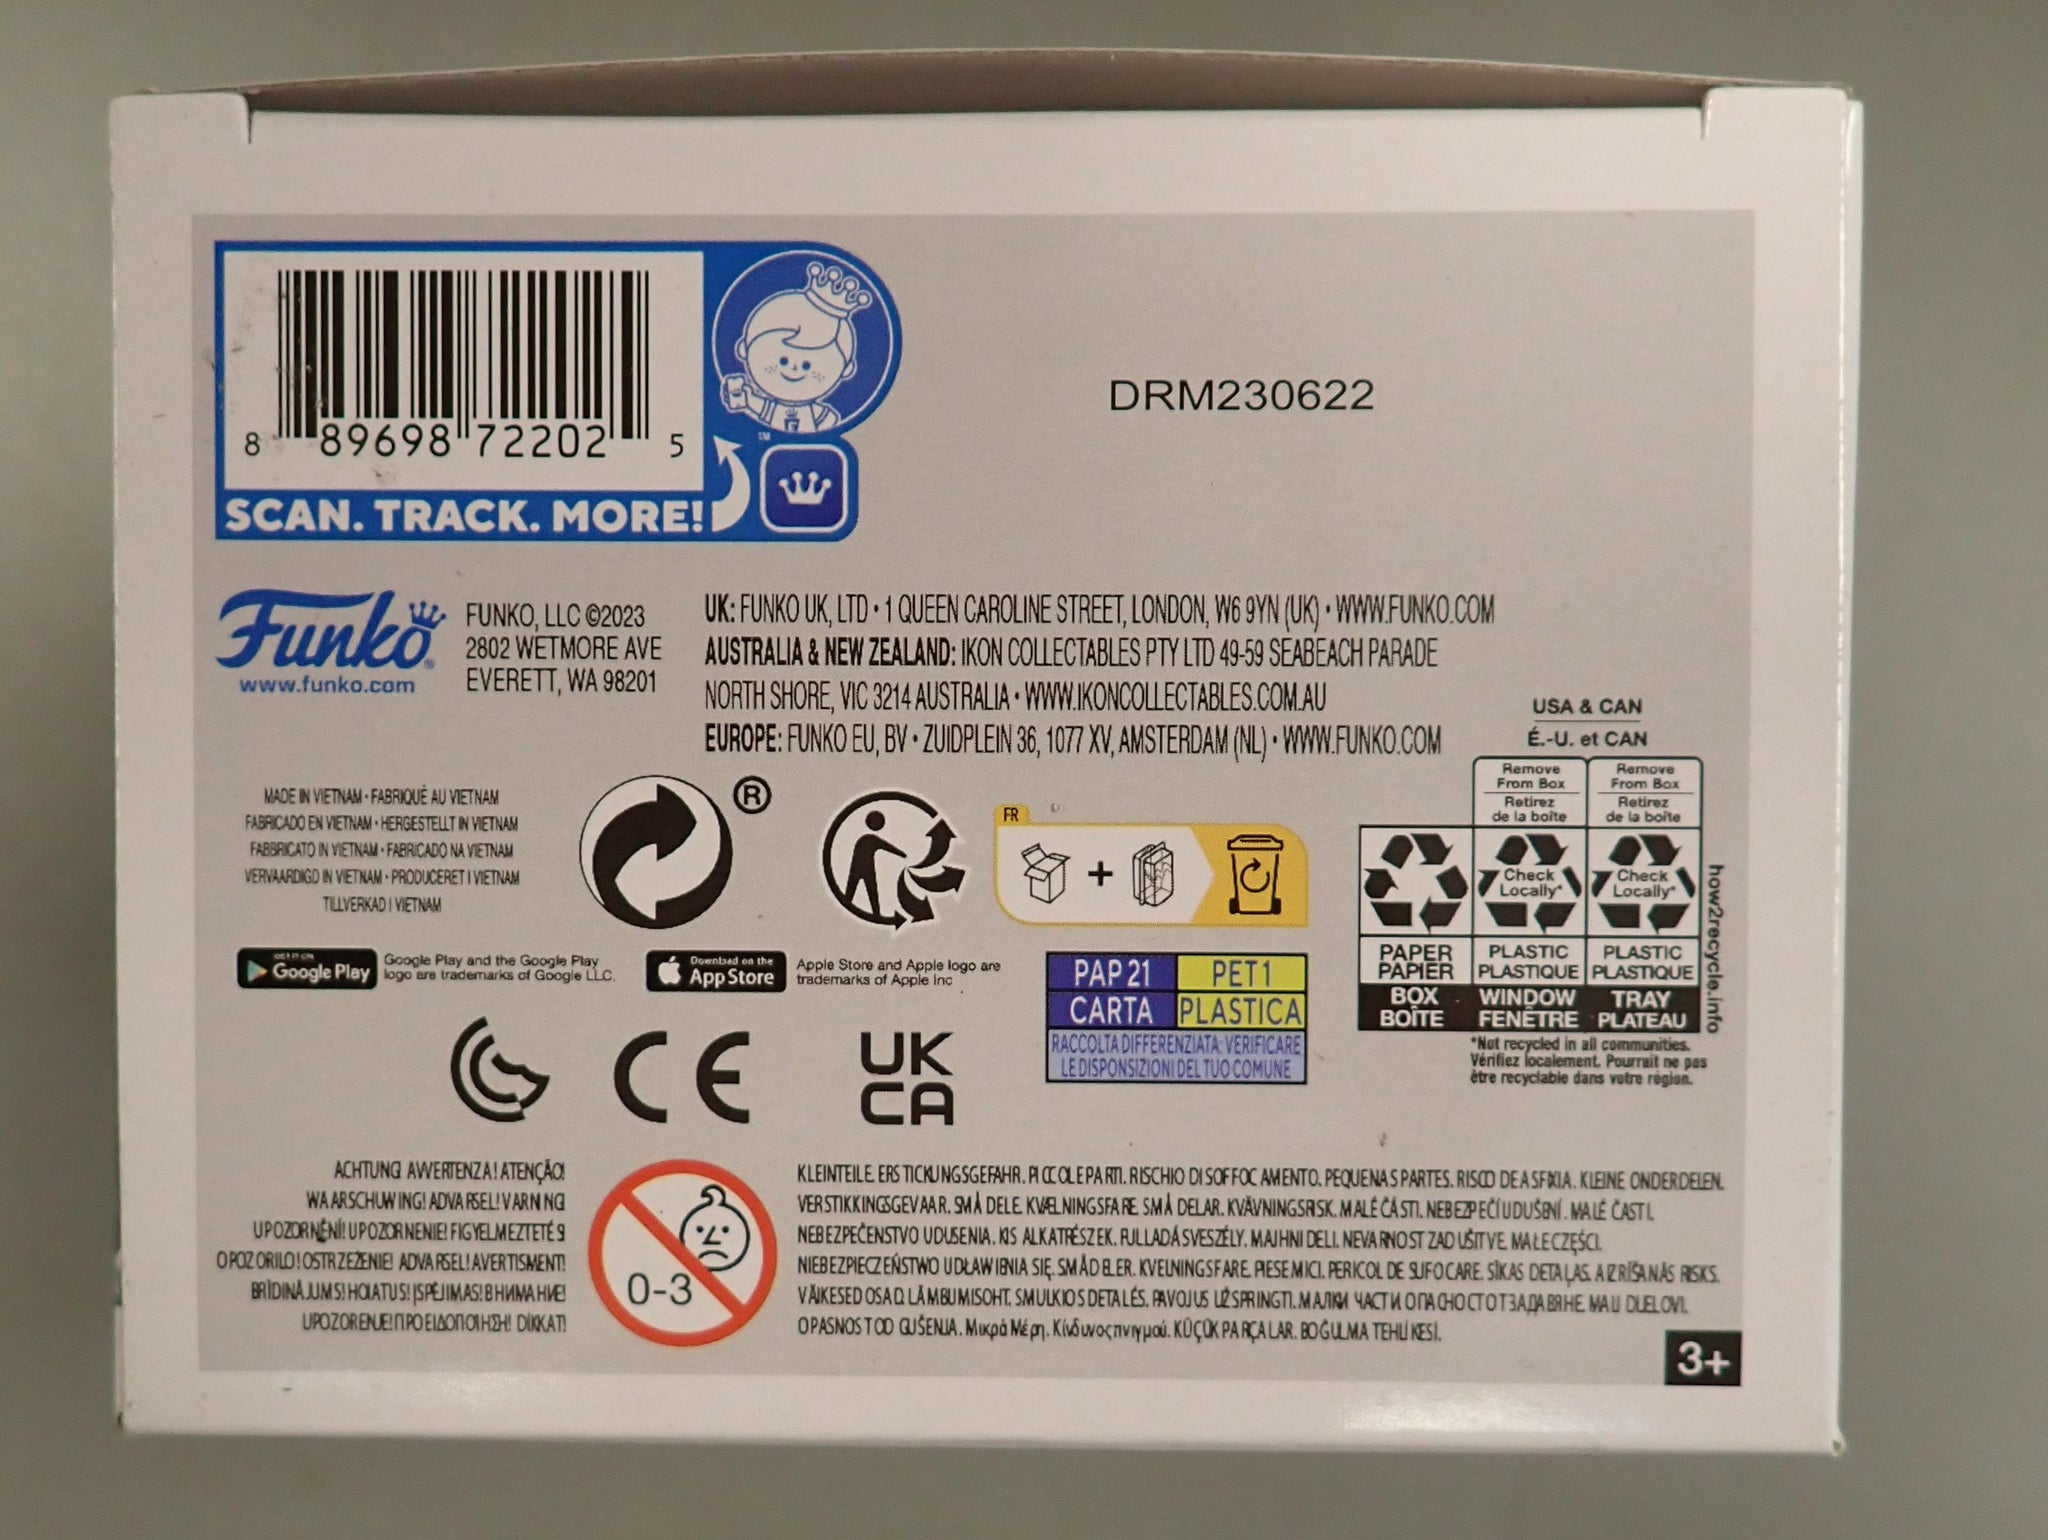 8 89698 72202 5
SCAN. TRACK. MORE!
TM
DRM230622
Funko®
www.funko.com
FUNKO, LLC ©2023
2802 WETMORE AVE
EVERETT, WA 98201
UK: FUNKO UK, LTD • 1 QUEEN CAROLINE STREET, LONDON, W6 9YN (UK) • WWW.FUNKO.COM
AUSTRALIA & NEW ZEALAND: IKON COLLECTABLES PTY LTD 49-59 SEABEACH PARADE
NORTH SHORE, VIC 3214 AUSTRALIA • WWW.IKONCOLLECTABLES.COM.AU
EUROPE: FUNKO EU, BV • ZUIDPLEIN 36, 1077 XV, AMSTERDAM (NL) • WWW.FUNKO.COM
MADE IN VIETNAM • FABRIQUÉ AU VIETNAM
FABRICADO EN VIETNAM • HERGESTELLT IN VIETNAM
FABBRICATO IN VIETNAM • FABRICADO NA VIETNAM
VERVAARDIGD IN VIETNAM • PRODUCERET I VIETNAM
TILLVERKAD I VIETNAM
®
FR
+
USA & CAN
É.-U. et CAN
Remove
From Box
Retirez
de la boîte
Remove
From Box
Retirez
de la boîte
Check
Locally*
Check
Locally*
PAPER
PAPIER
PLASTIC
PLASTIQUE
PLASTIC
PLASTIQUE
BOX
BOÎTE
WINDOW
FENÊTRE
TRAY
PLATEAU
how2recycle.info
*Not recycled in all communities.
Vérifiez localement. Pourrait ne pas
être recyclable dans votre région.
GET IT ON
Google Play
Google Play and the Google Play
logo are trademarks of Google LLC.
Download on the
App Store
Apple Store and Apple logo are
trademarks of Apple Inc
PAP 21
PET 1
CARTA
PLASTICA
RACCOLTA DIFFERENZIATA: VERIFICARE
LE DISPOSIZIONI DEL TUO COMUNE
CE
UK
CA
ACHTUNG! AVVERTENZA! ATENÇÃO!
WAARSCHUWING! ADVARSEL! VARNING
UPOZORNĚNÍ! UPOZORNENIE! FIGYELMEZTETÉS
OPOZORILO! OSTRZEŻENIE! ADVARSEL! AVERTISMENT!
BRĪDINĀJUMS! HOIATUS! ĮSPĖJIMAS! ВНИМАНИЕ!
UPOZORENJE! ΠΡΟΕΙΔΟΠΟΙΗΣΗ! DİKKAT!
0-3
KLEINTEILE. ERSTICKUNGSGEFAHR. PICCOLE PARTI. RISCHIO DI SOFFOCAMENTO. PEQUENAS PARTES. RISCO DE ASFIXIA. KLEINE ONDERDELEN.
VERSTIKKINGSGEVAAR. SMÅ DELE. KVÆLNINGSFARE. SMÅ DELAR. KVÄVNINGSRISK. MALÉ ČÁSTI. NEBEZPEČÍ UDUŠENÍ. MALÉ ČASTI.
NEBEZPEČENSTVO UDUSENIA. KIS ALKATRÉSZEK. FULLADÁSVESZÉLY. MAJHNI DELI. NEVARNOST ZADUŠITVE. MAŁE CZĘŚCI.
NIEBEZPIECZEŃSTWO UDŁAWIENIA SIĘ. SMÅ DELER. KVELNINGSFARE. PIESE MICI. PERICOL DE SUFOCARE. SĪKAS DETAĻAS. AIZRĪŠANĀS RISKS.
VÄIKESED OSAD. LÄMBUMISOHT. SMULKIOS DETALĖS. PAVOJUS UŽSPRINGTI. МАЛКИ ЧАСТИ ОПАСНОСТ ОТ ЗАДАВЯНЕ. MALI DIJELOVI.
OPASNOST OD GUŠENJA. Μικρά Μέρη. Κίνδυνος πνιγμού. KÜÇÜK PARÇALAR. BOĞULMA TEHLİKESİ.
3+